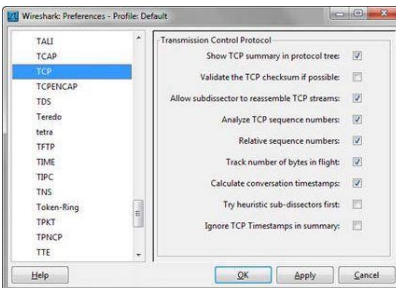 Wireshark: Preferences - Profile: Default
TALI
TCAP
TCP
TCPENCAP
TDS
Teredo
tetra
TFTP
TIME
TIPC
TNS
Token-Ring
TPKT
TPNCP
TTE
Transmission Control Protocol
Show TCP summary in protocol tree:
Validate the TCP checksum if possible:
Allow subdissector to reassemble TCP streams:
Analyze TCP sequence numbers:
Relative sequence numbers:
Track number of bytes in flight:
Calculate conversation timestamps:
Try heuristic sub-dissectors first:
Ignore TCP Timestamps in summary:
Help
OK
Apply
Cancel